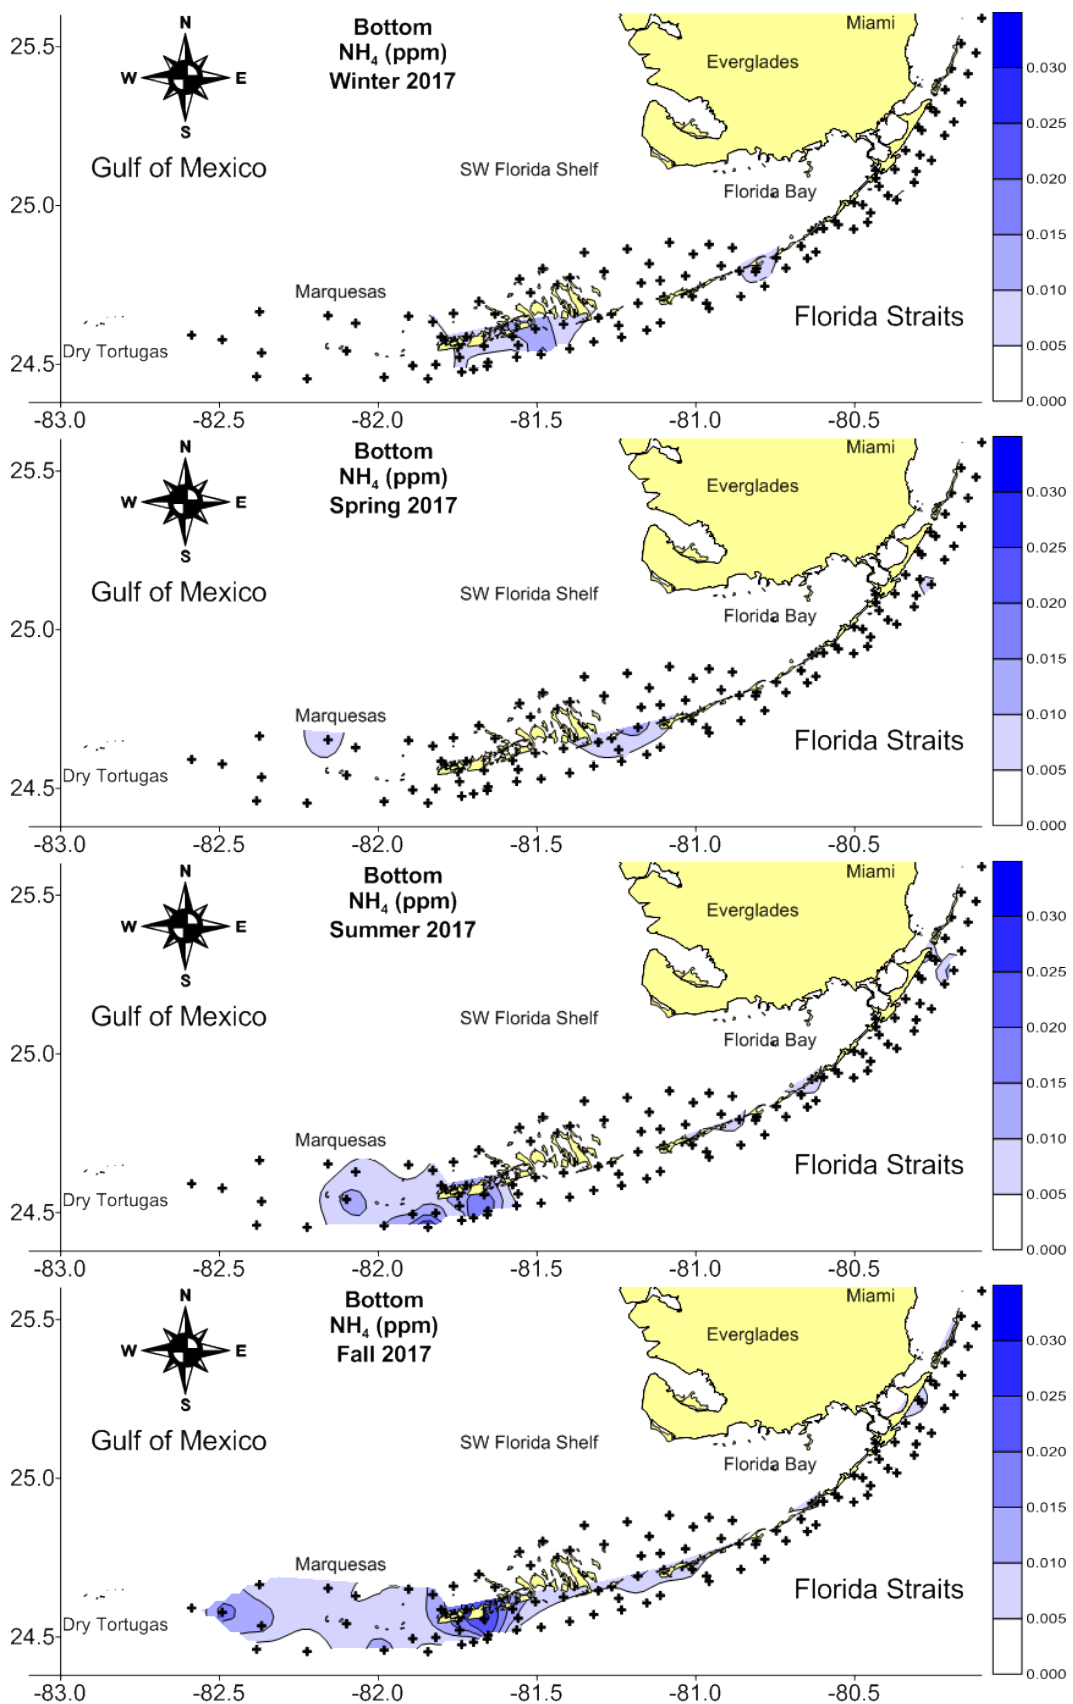 Bottom
NH₄ (ppm)
Winter 2017
N
W E
S
Gulf of Mexico
SW Florida Shelf
Everglades
Miami
Florida Bay
Marquesas
Dry Tortugas
Florida Straits
25.5
25.0
24.5
-83.0 -82.5 -82.0 -81.5 -81.0 -80.5
0.030
0.025
0.020
0.015
0.010
0.005
0.000
Bottom
NH₄ (ppm)
Spring 2017
N
W E
S
Gulf of Mexico
SW Florida Shelf
Everglades
Miami
Florida Bay
Marquesas
Dry Tortugas
Florida Straits
25.5
25.0
24.5
-83.0 -82.5 -82.0 -81.5 -81.0 -80.5
0.030
0.025
0.020
0.015
0.010
0.005
0.000
Bottom
NH₄ (ppm)
Summer 2017
N
W E
S
Gulf of Mexico
SW Florida Shelf
Everglades
Miami
Florida Bay
Marquesas
Dry Tortugas
Florida Straits
25.5
25.0
24.5
-83.0 -82.5 -82.0 -81.5 -81.0 -80.5
0.030
0.025
0.020
0.015
0.010
0.005
0.000
Bottom
NH₄ (ppm)
Fall 2017
N
W E
S
Gulf of Mexico
SW Florida Shelf
Everglades
Miami
Florida Bay
Marquesas
Dry Tortugas
Florida Straits
25.5
25.0
24.5
-83.0 -82.5 -82.0 -81.5 -81.0 -80.5
0.030
0.025
0.020
0.015
0.010
0.005
0.000